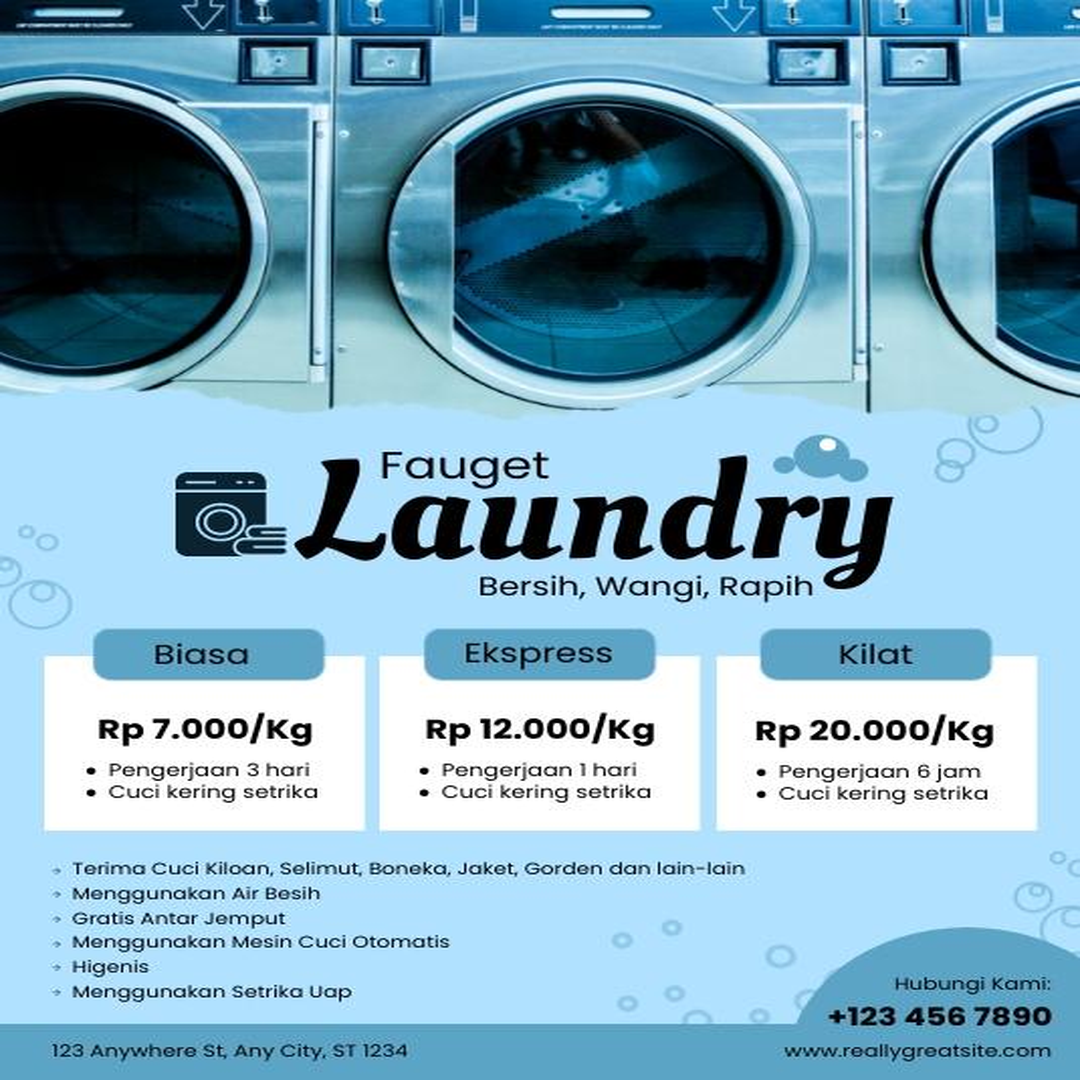 Fauget
Laundry
Bersih, Wangi, Rapih
Biasa
Rp 7.000/Kg
• Pengerjaan 3 hari
• Cuci kering setrika
Ekspress
Rp 12.000/Kg
• Pengerjaan 1 hari
• Cuci kering setrika
Kilat
Rp 20.000/Kg
• Pengerjaan 6 jam
• Cuci kering setrika
Terima Cuci Kiloan, Selimut, Boneka, Jaket, Gorden dan lain-lain
Menggunakan Air Besih
Gratis Antar Jemput
Menggunakan Mesin Cuci Otomatis
Higenis
Menggunakan Setrika Uap
Hubungi Kami:
+123 456 7890
123 Anywhere St, Any City, ST 1234
www.reallygreatsite.com